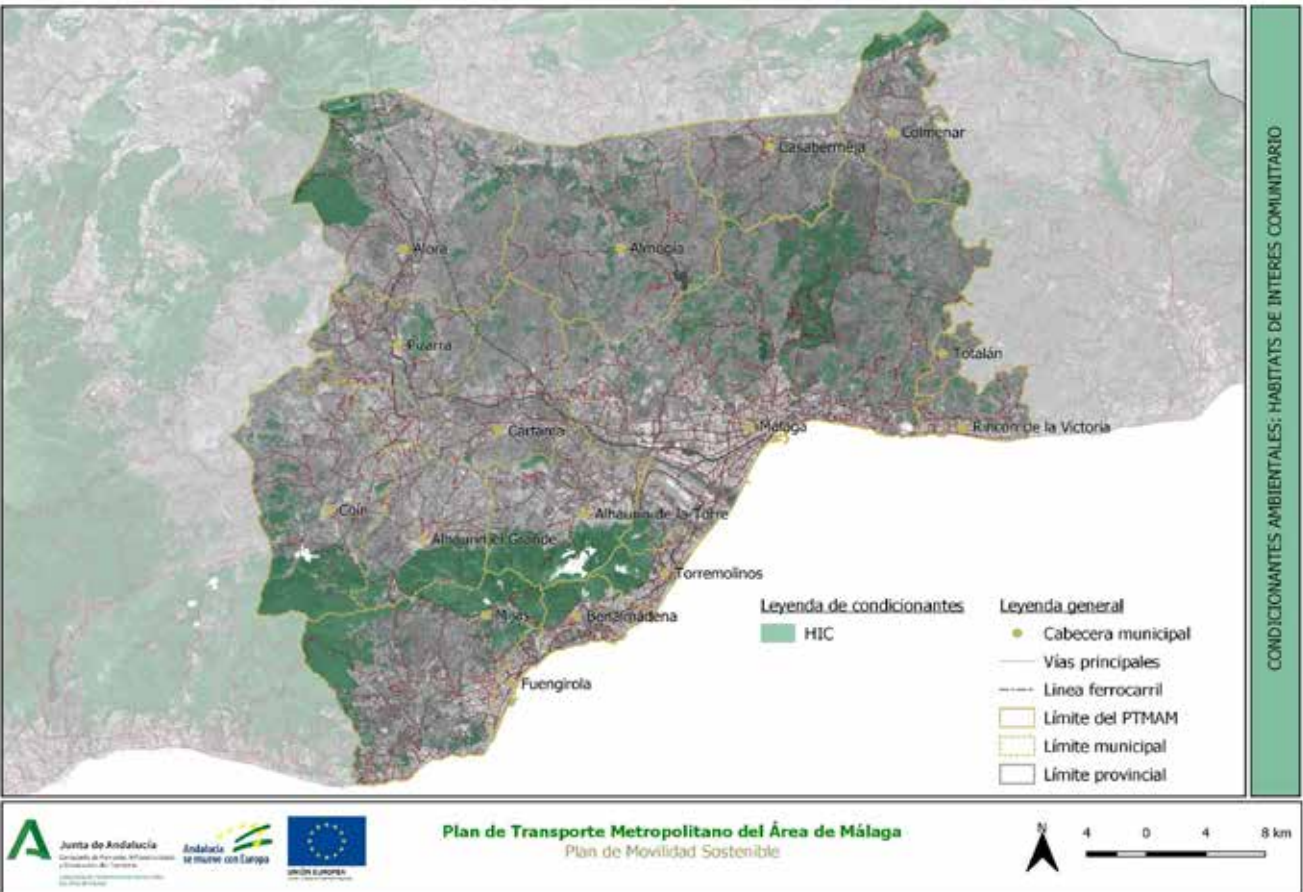 Colmenar
Casabermeja
Álora
Almogía
Pizarra
Totalán
Cártama
Málaga
Rincón de la Victoria
Coín
Alhaurín de la Torre
Alhaurín el Grande
Torremolinos
Mijas
Benalmádena
Fuengirola
Leyenda de condicionantes
HIC
Leyenda general
Cabecera municipal
Vías principales
Linea ferrocarril
Límite del PTMAM
Límite municipal
Límite provincial
CONDICIONANTES AMBIENTALES: HABITATS DE INTERES COMUNITARIO
Junta de Andalucía
Andalucía
se mueve con Europa
UNIÓN EUROPEA
Plan de Transporte Metropolitano del Área de Málaga
Plan de Movilidad Sostenible
N
4 0 4 8 km